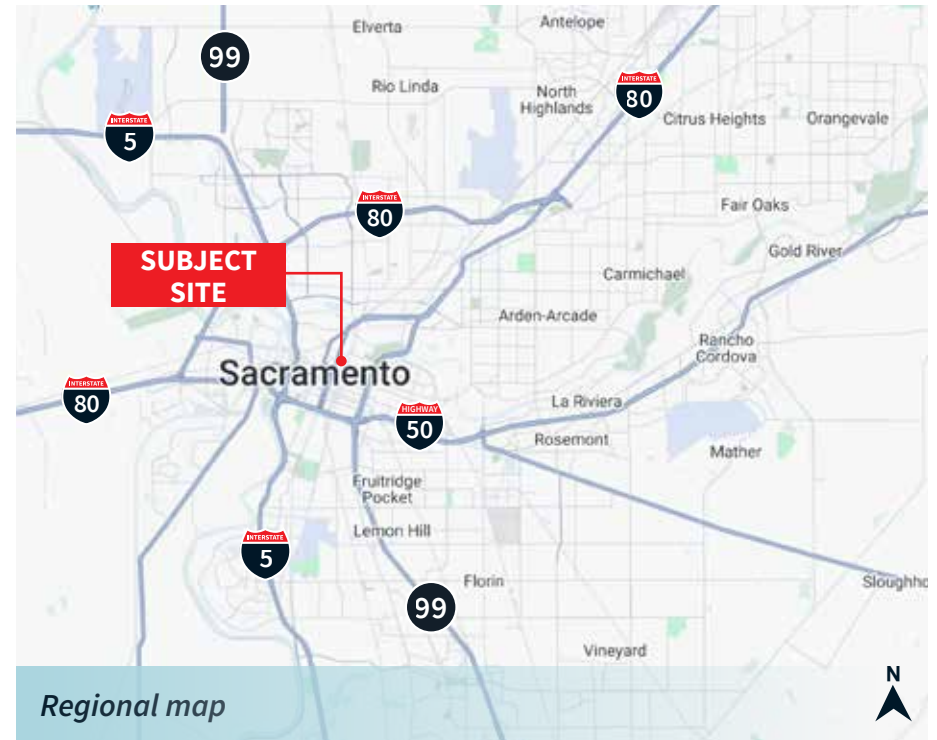 Elverta
Antelope
99
Rio Linda
INTERSTATE
80
North
Highlands
Citrus Heights
Orangevale
INTERSTATE
5
INTERSTATE
80
Fair Oaks
SUBJECT
SITE
Gold River
Carmichael
Arden-Arcade
Rancho
Cordova
Sacramento
INTERSTATE
80
La Riviera
HIGHWAY
50
Rosemont
Mather
Fruitridge
Pocket
Lemon Hill
INTERSTATE
5
Florin
Sloughho
99
Vineyard
N
Regional map